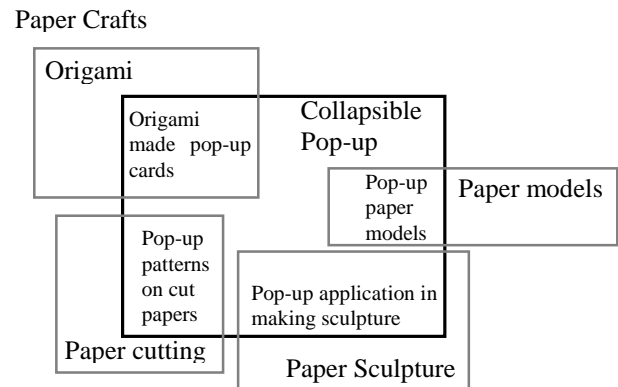 Paper Crafts
Origami
Origami
made pop-up
cards
Collapsible
Pop-up
Pop-up
paper
models
Paper models
Pop-up
patterns
on cut
papers
Pop-up application in
making sculpture
Paper cutting
Paper Sculpture